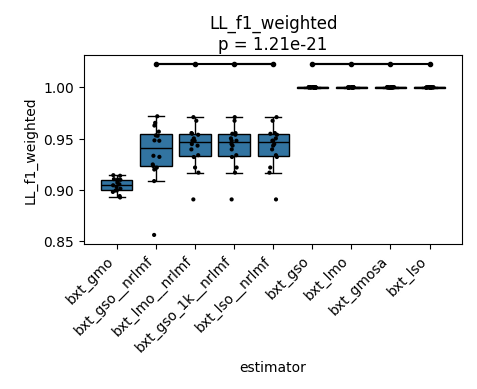 LL_f1_weighted
p = 1.21e-21
LL_f1_weighted
1.00
0.95
0.90
0.85
bxt_gmo
bxt_gso__nrlmf
bxt_lmo__nrlmf
bxt_gso_1k__nrlmf
bxt_lso__nrlmf
bxt_gso
bxt_lmo
bxt_gmosa
bxt_lso
estimator